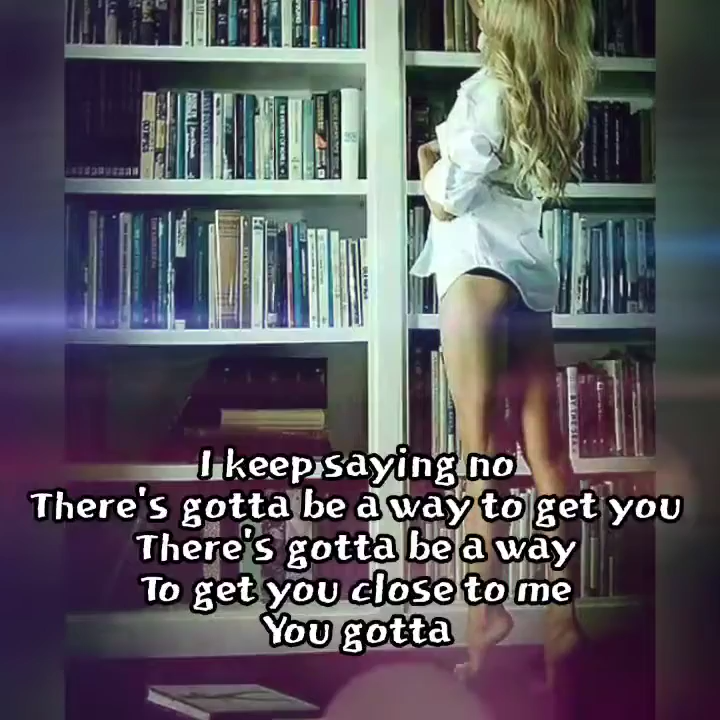 I keep saying no
There's gotta be a way to get you
There's gotta be a way
To get you close to me
You gotta